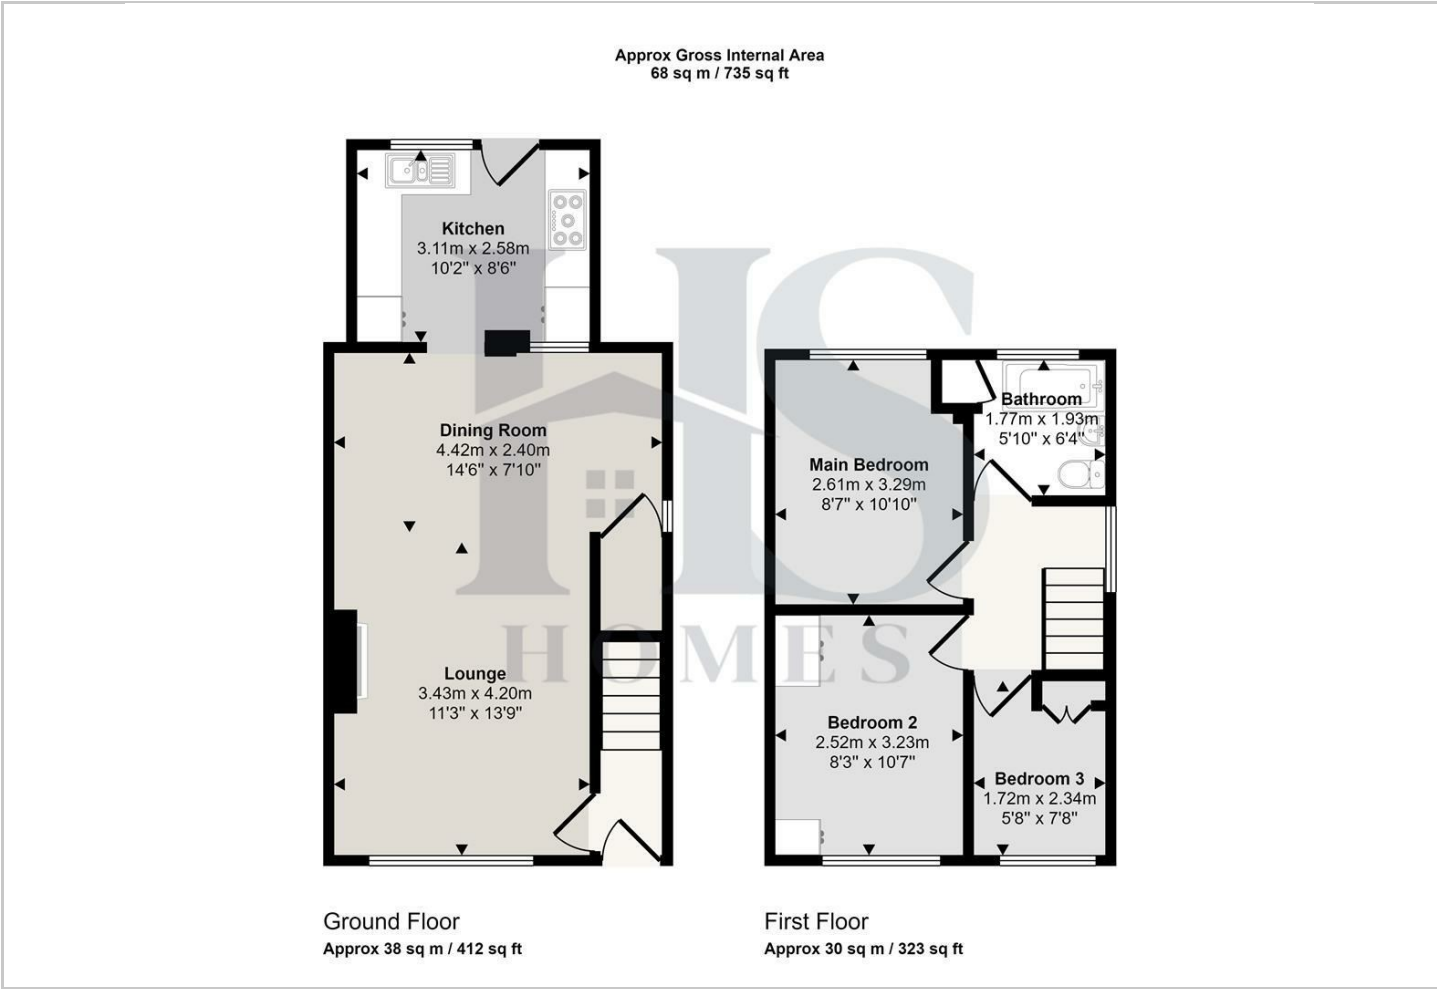 Approx Gross Internal Area
68 sq m / 735 sq ft
Kitchen
3.11m x 2.58m
10'2" x 8'6"
Dining Room
4.42m x 2.40m
14'6" x 7'10"
Lounge
3.43m x 4.20m
11'3" x 13'9"
Main Bedroom
2.61m x 3.29m
8'7" x 10'10"
Bathroom
1.77m x 1.93m
5'10" x 6'4"
Bedroom 2
2.52m x 3.23m
8'3" x 10'7"
Bedroom 3
1.72m x 2.34m
5'8" x 7'8"
HS
HOMES
Ground Floor
Approx 38 sq m / 412 sq ft
First Floor
Approx 30 sq m / 323 sq ft